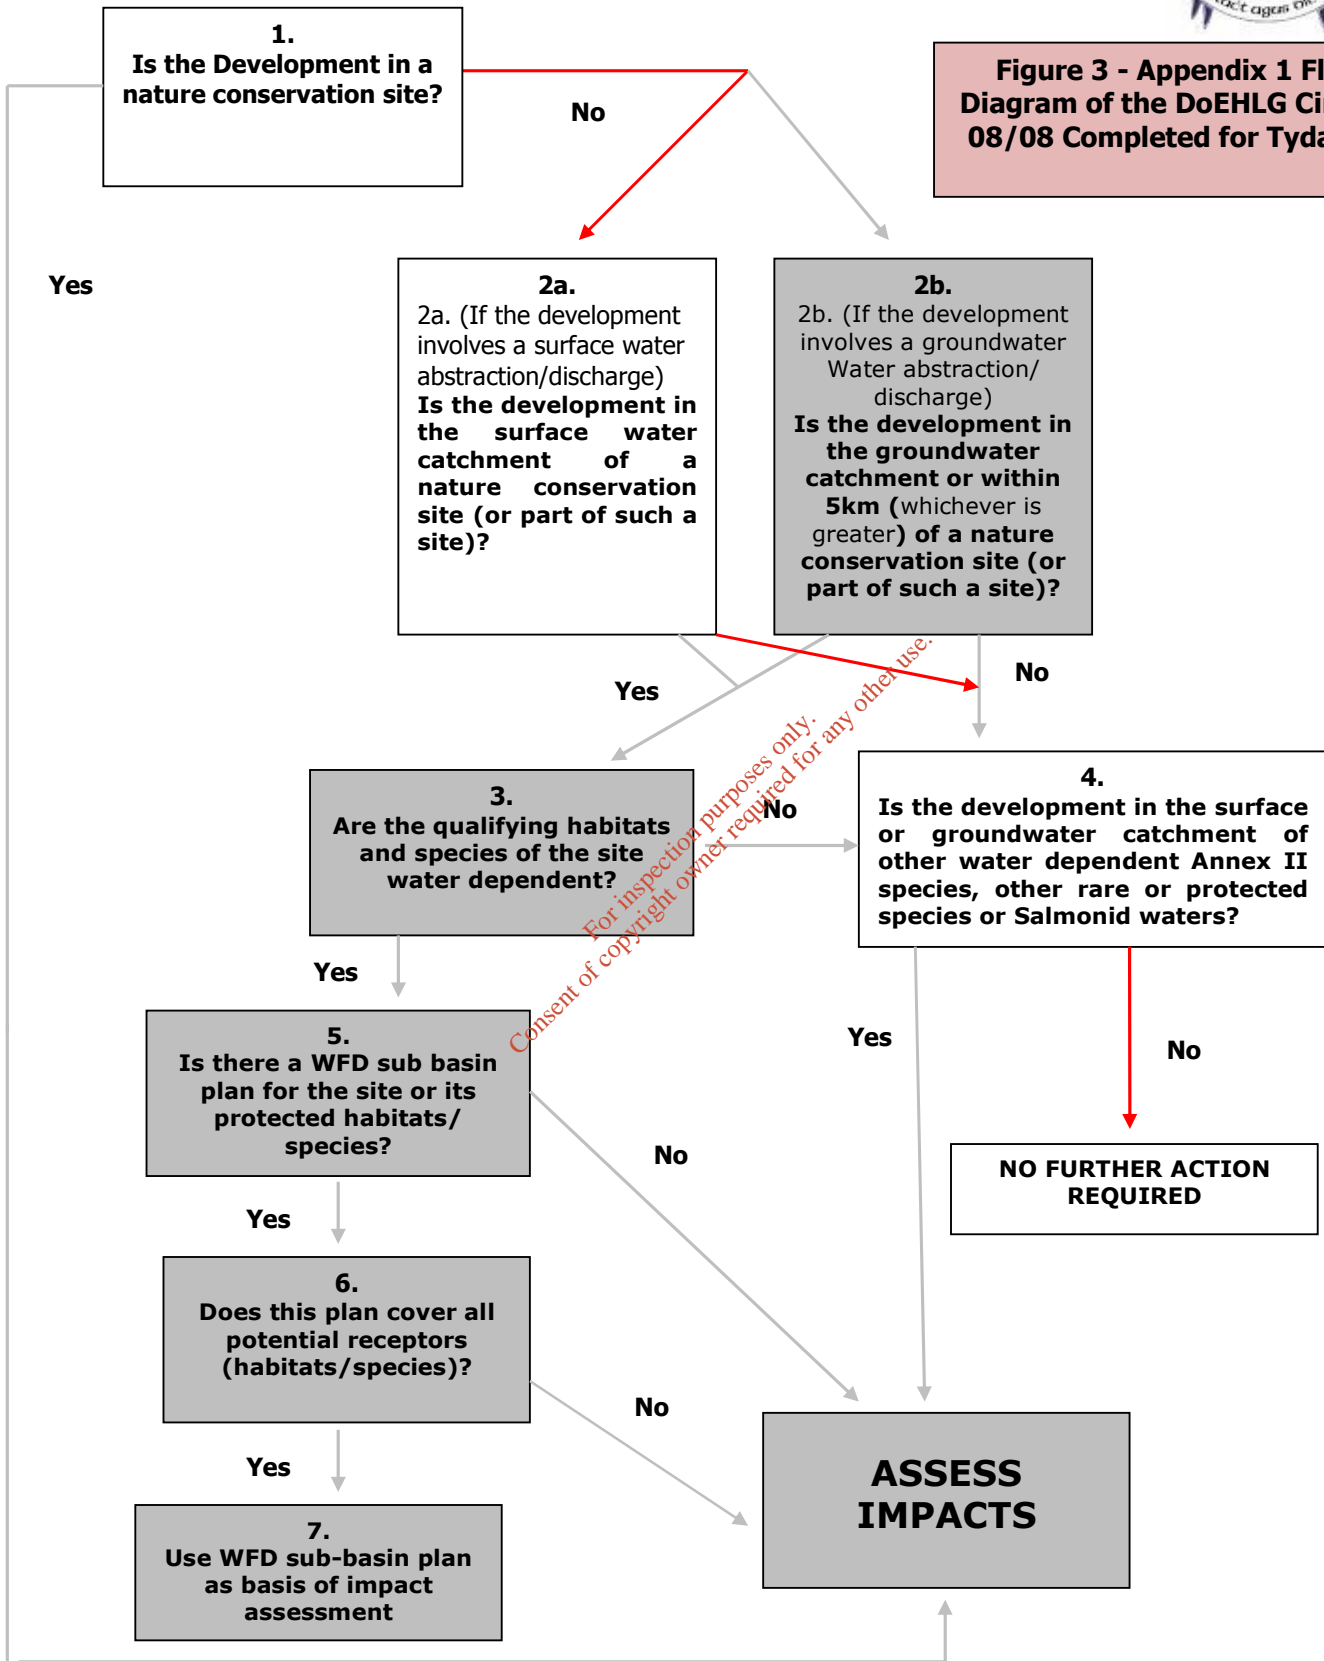 agus
1.
Is the Development in a
nature conservation site?
No
Figure 3 - Appendix 1
Diagram of the DoEHLG
08/08 Completed for
Yes
2a.
2a. (If the development
involves a surface water
abstraction/discharge)
Is the development in
the surface water
catchment of a
nature conservation
site (or part of such a
site)?
2b.
2b. (If the development
involves a groundwater
Water abstraction/
discharge)
Is the development in
the groundwater
catchment or within
5km (whichever is
greater) of a nature
conservation site (or
part of such a site)?
Yes
No
For inspection purposes only.
Consent of copyright owner required for any other use.
3.
Are the qualifying habitats
and species of the site
water dependent?
No
4.
Is the development in the surface
or groundwater catchment of
other water dependent Annex II
species, other rare or protected
species or Salmonid waters?
Yes
5.
Is there a WFD sub basin
plan for the site or its
protected habitats/
species?
Yes
No
No
NO FURTHER ACTION
REQUIRED
Yes
6.
Does this plan cover all
potential receptors
(habitats/species)?
No
Yes
ASSESS
IMPACTS
7.
Use WFD sub-basin plan
as basis of impact
assessment